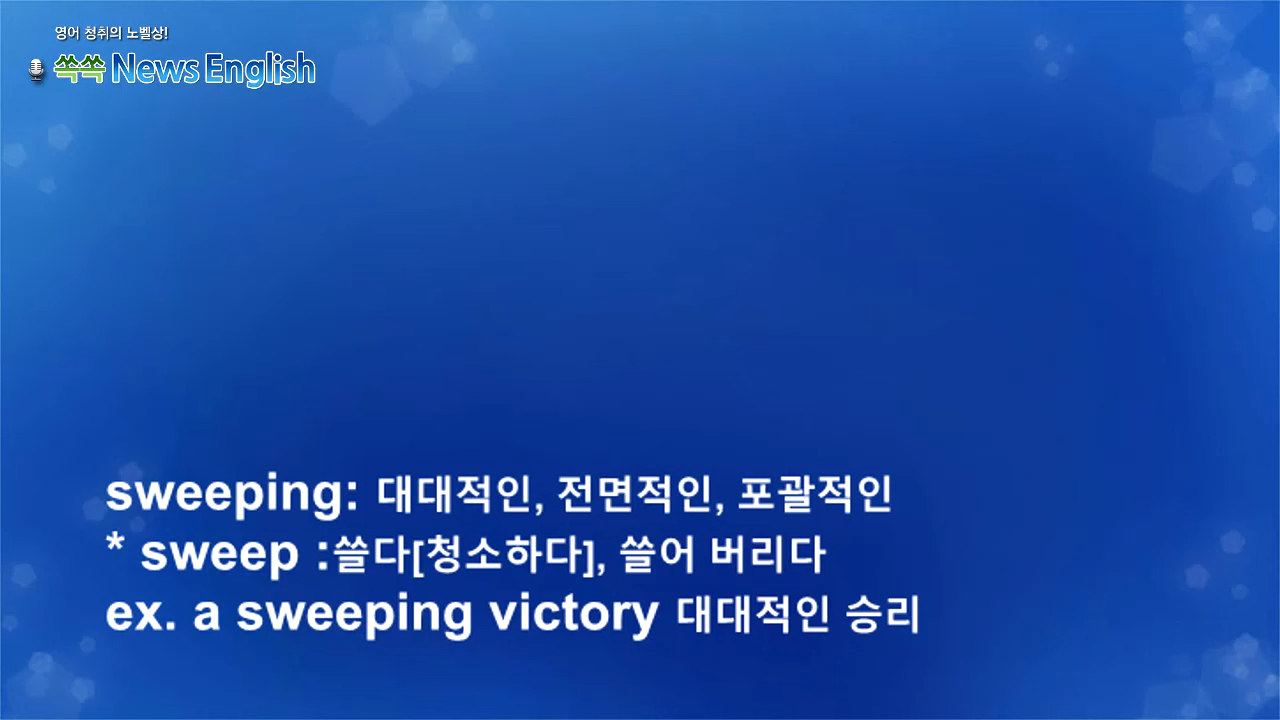 영어 청취의 노벨상!
쏙쏙 News English
sweeping: 대대적인, 전면적인, 포괄적인
* sweep :쓸다[청소하다], 쓸어 버리다
ex. a sweeping victory 대대적인 승리